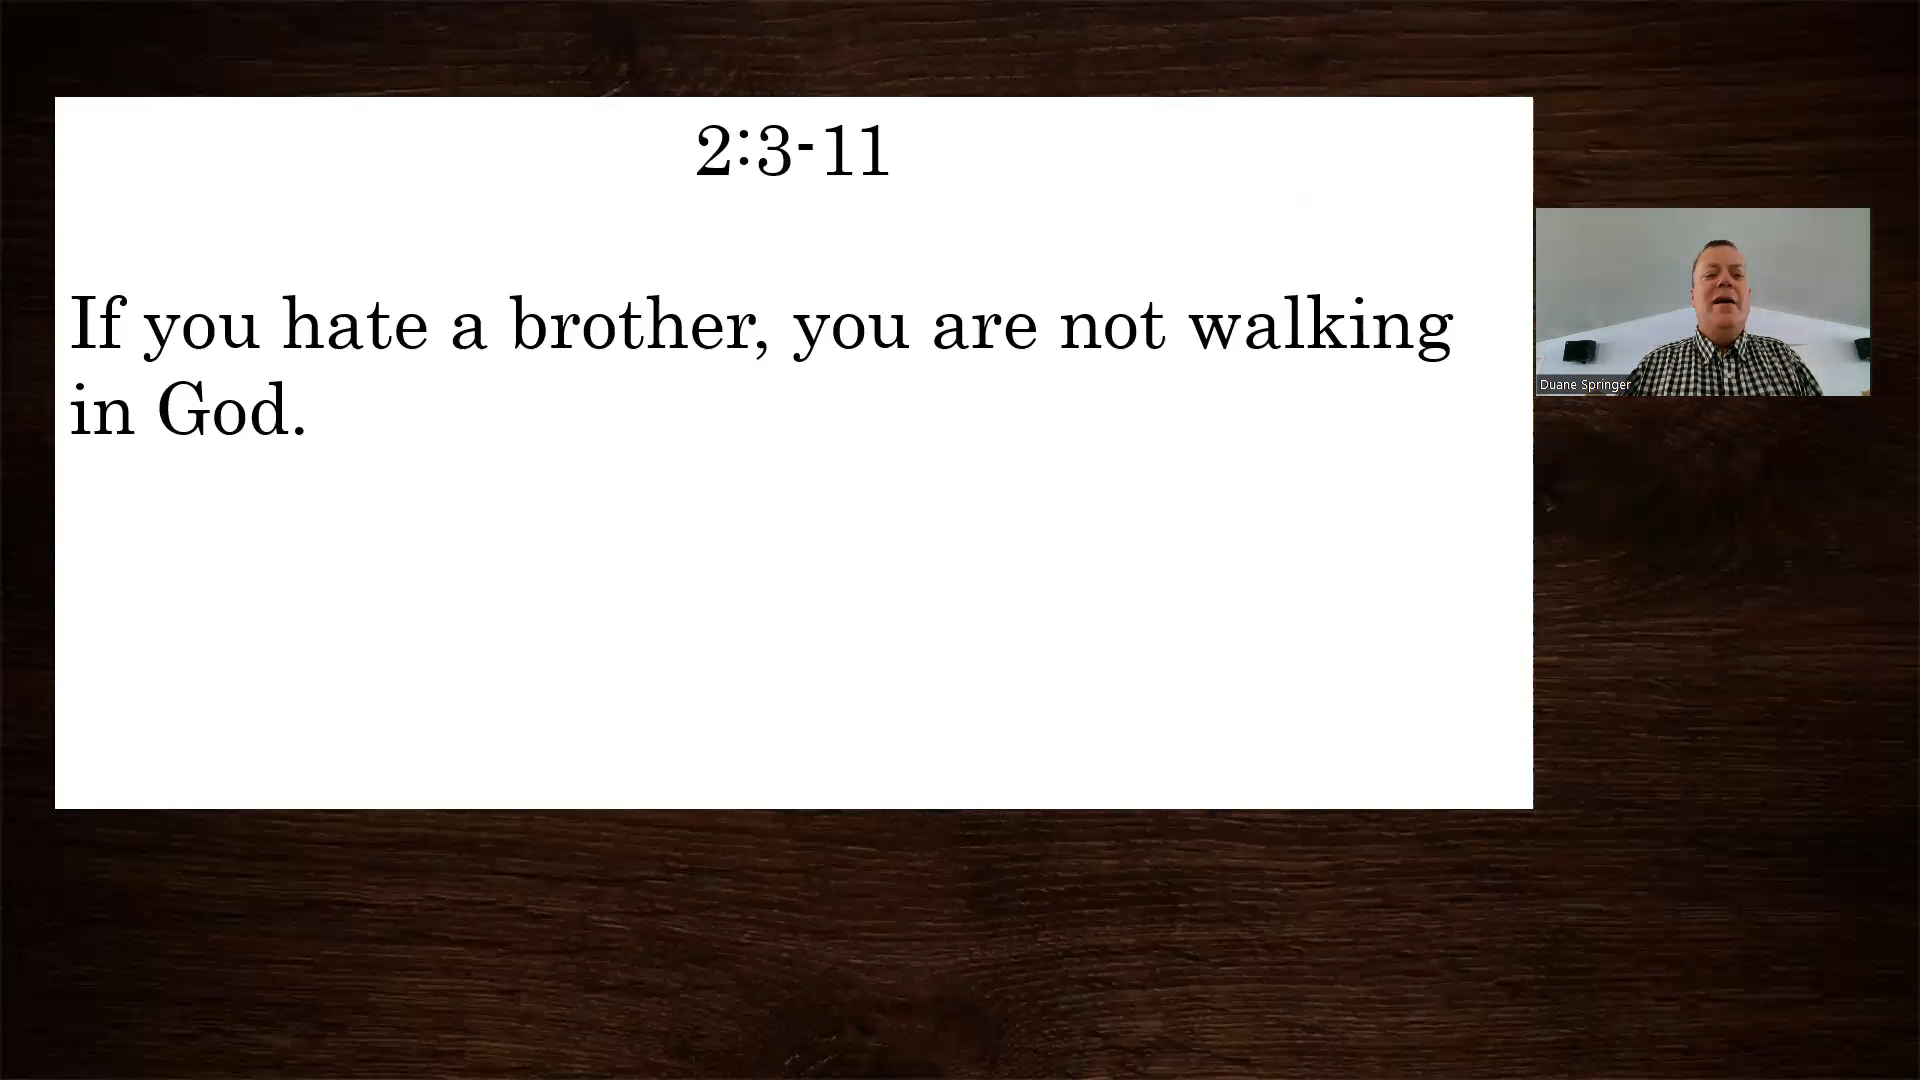 2:3-11
If you hate a brother, you are not walking
in God.
Duane Springer